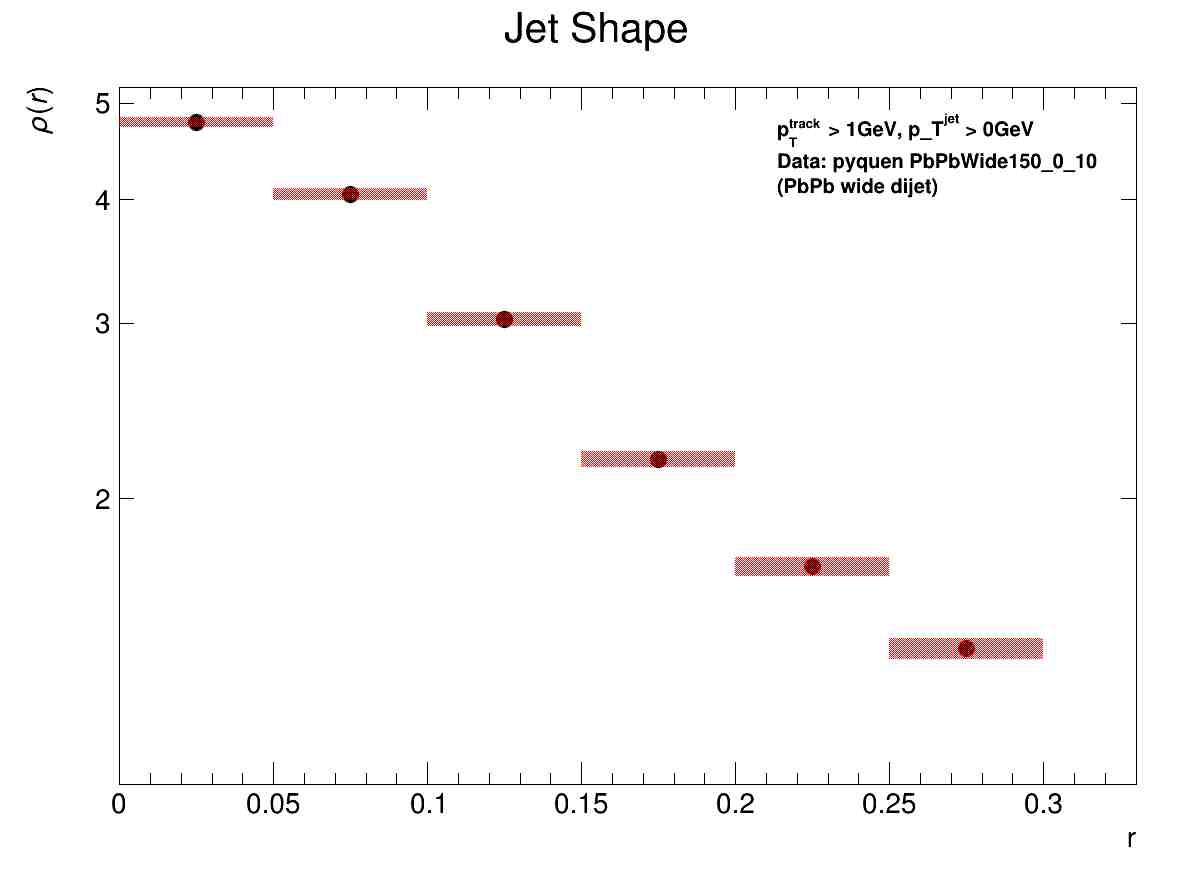 Jet Shape
ρ(r)
5
4
3
2
p_T^track > 1GeV, p_T^jet > 0GeV
Data: pyquen PbPbWide150_0_10
(PbPb wide dijet)
0 0.05 0.1 0.15 0.2 0.25 0.3
r